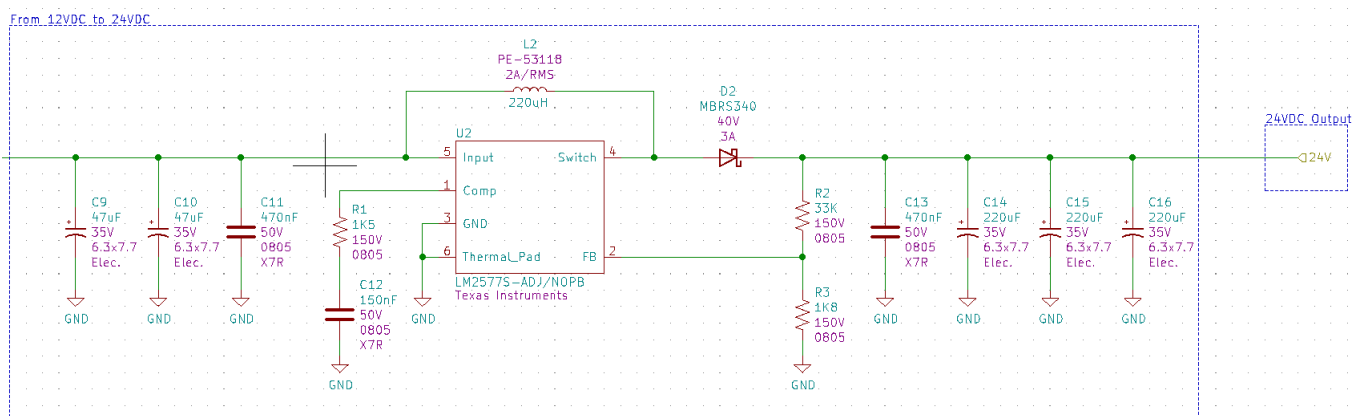 From 12VDC to 24VDC
L2
PE-53118
2A/RMS
220uH
D2
MBRS340
40V
3A
24VDC Output
24V
U2
5 Input
Switch 4
1 Comp
3 GND
6 Thermal_Pad
FB 2
LM2577S-ADJ/NOPB
Texas Instruments
C9
47uF
35V
6.3x7.7
Elec.
GND
C10
47uF
35V
6.3x7.7
Elec.
GND
C11
470nF
50V
0805
X7R
GND
R1
1K5
150V
0805
C12
150nF
50V
0805
X7R
GND
GND
R2
33K
150V
0805
R3
1K8
150V
0805
GND
C13
470nF
50V
0805
X7R
GND
C14
220uF
35V
6.3x7.7
Elec.
GND
C15
220uF
35V
6.3x7.7
Elec.
GND
C16
220uF
35V
6.3x7.7
Elec.
GND